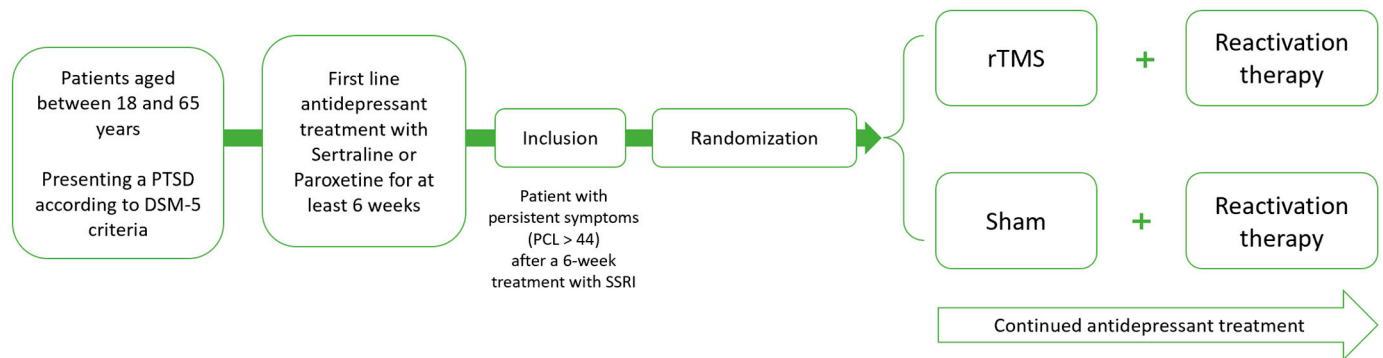 Patients aged
between 18 and 65
years
Presenting a PTSD
according to DSM-5
criteria
First line
antidepressant
treatment with
Sertraline or
Paroxetine for at
least 6 weeks
Inclusion
Patient with
persistent symptoms
(PCL > 44)
after a 6-week
treatment with SSRI
Randomization
rTMS
+
Reactivation
therapy
Sham
+
Reactivation
therapy
Continued antidepressant treatment